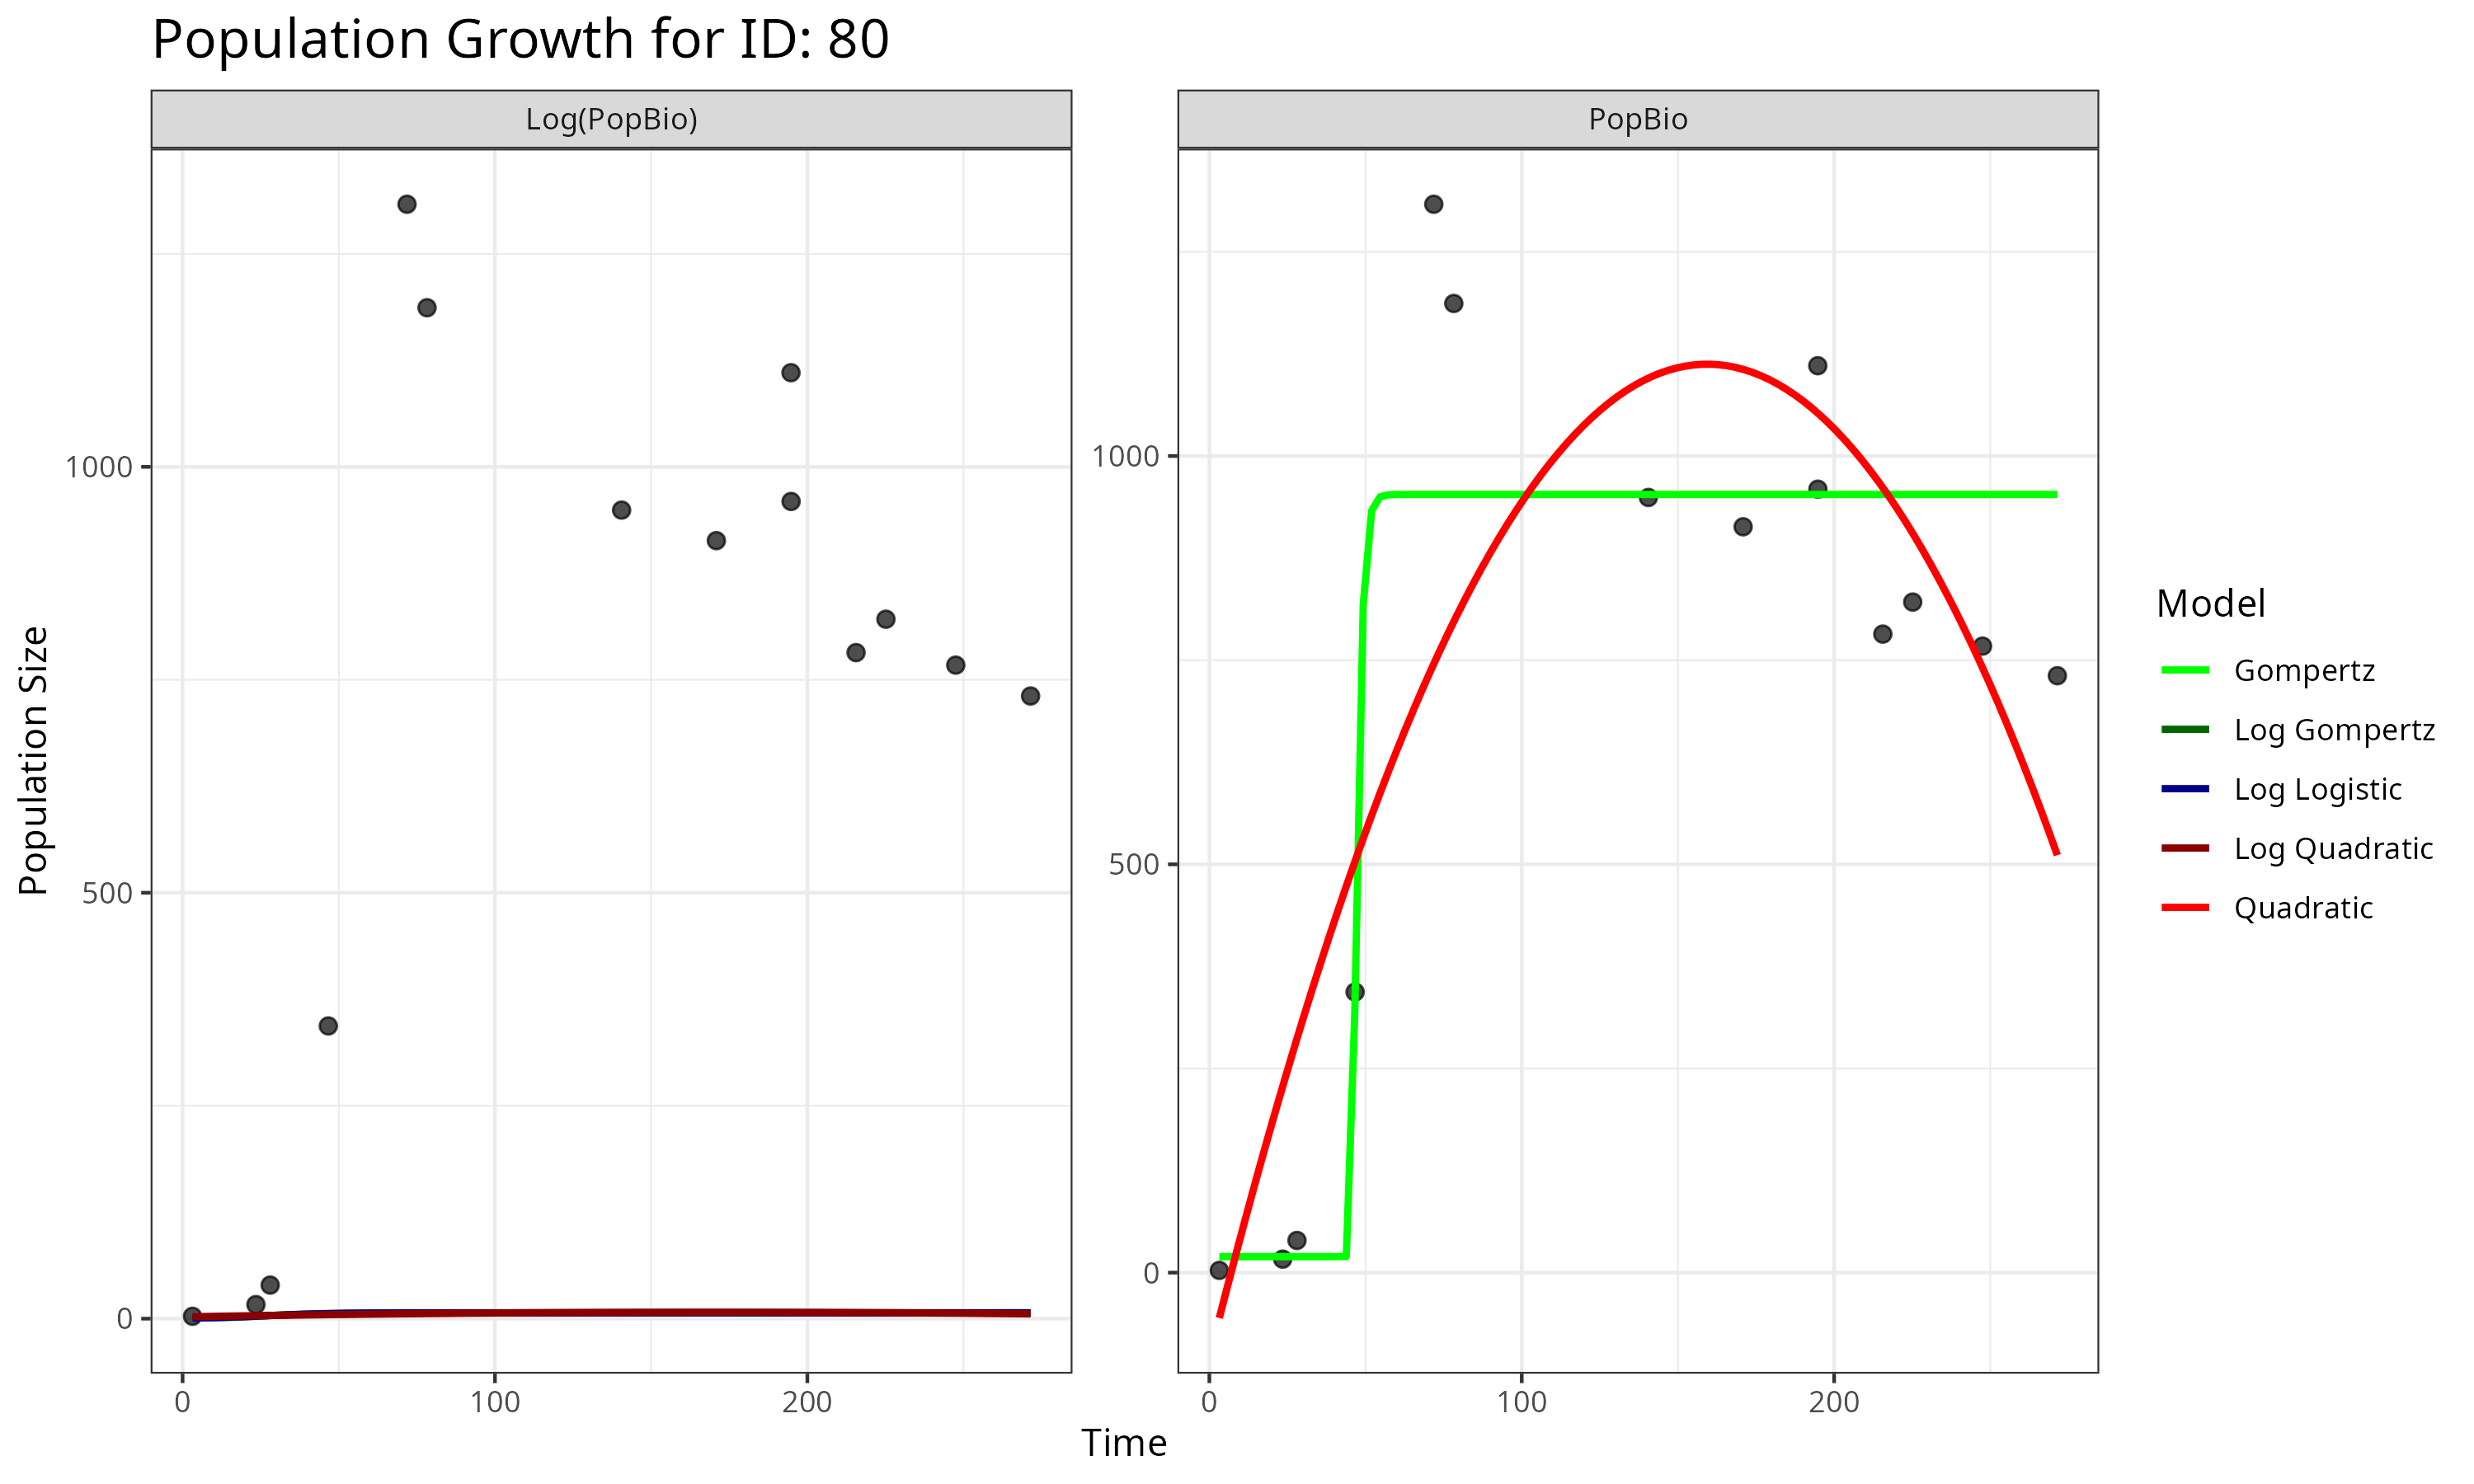 Population Growth for ID: 80
Log(PopBio)
PopBio
Population Size
1000
500
0
1000
500
0
0 100 200
0 100 200
Time
Model
Gompertz
Log Gompertz
Log Logistic
Log Quadratic
Quadratic